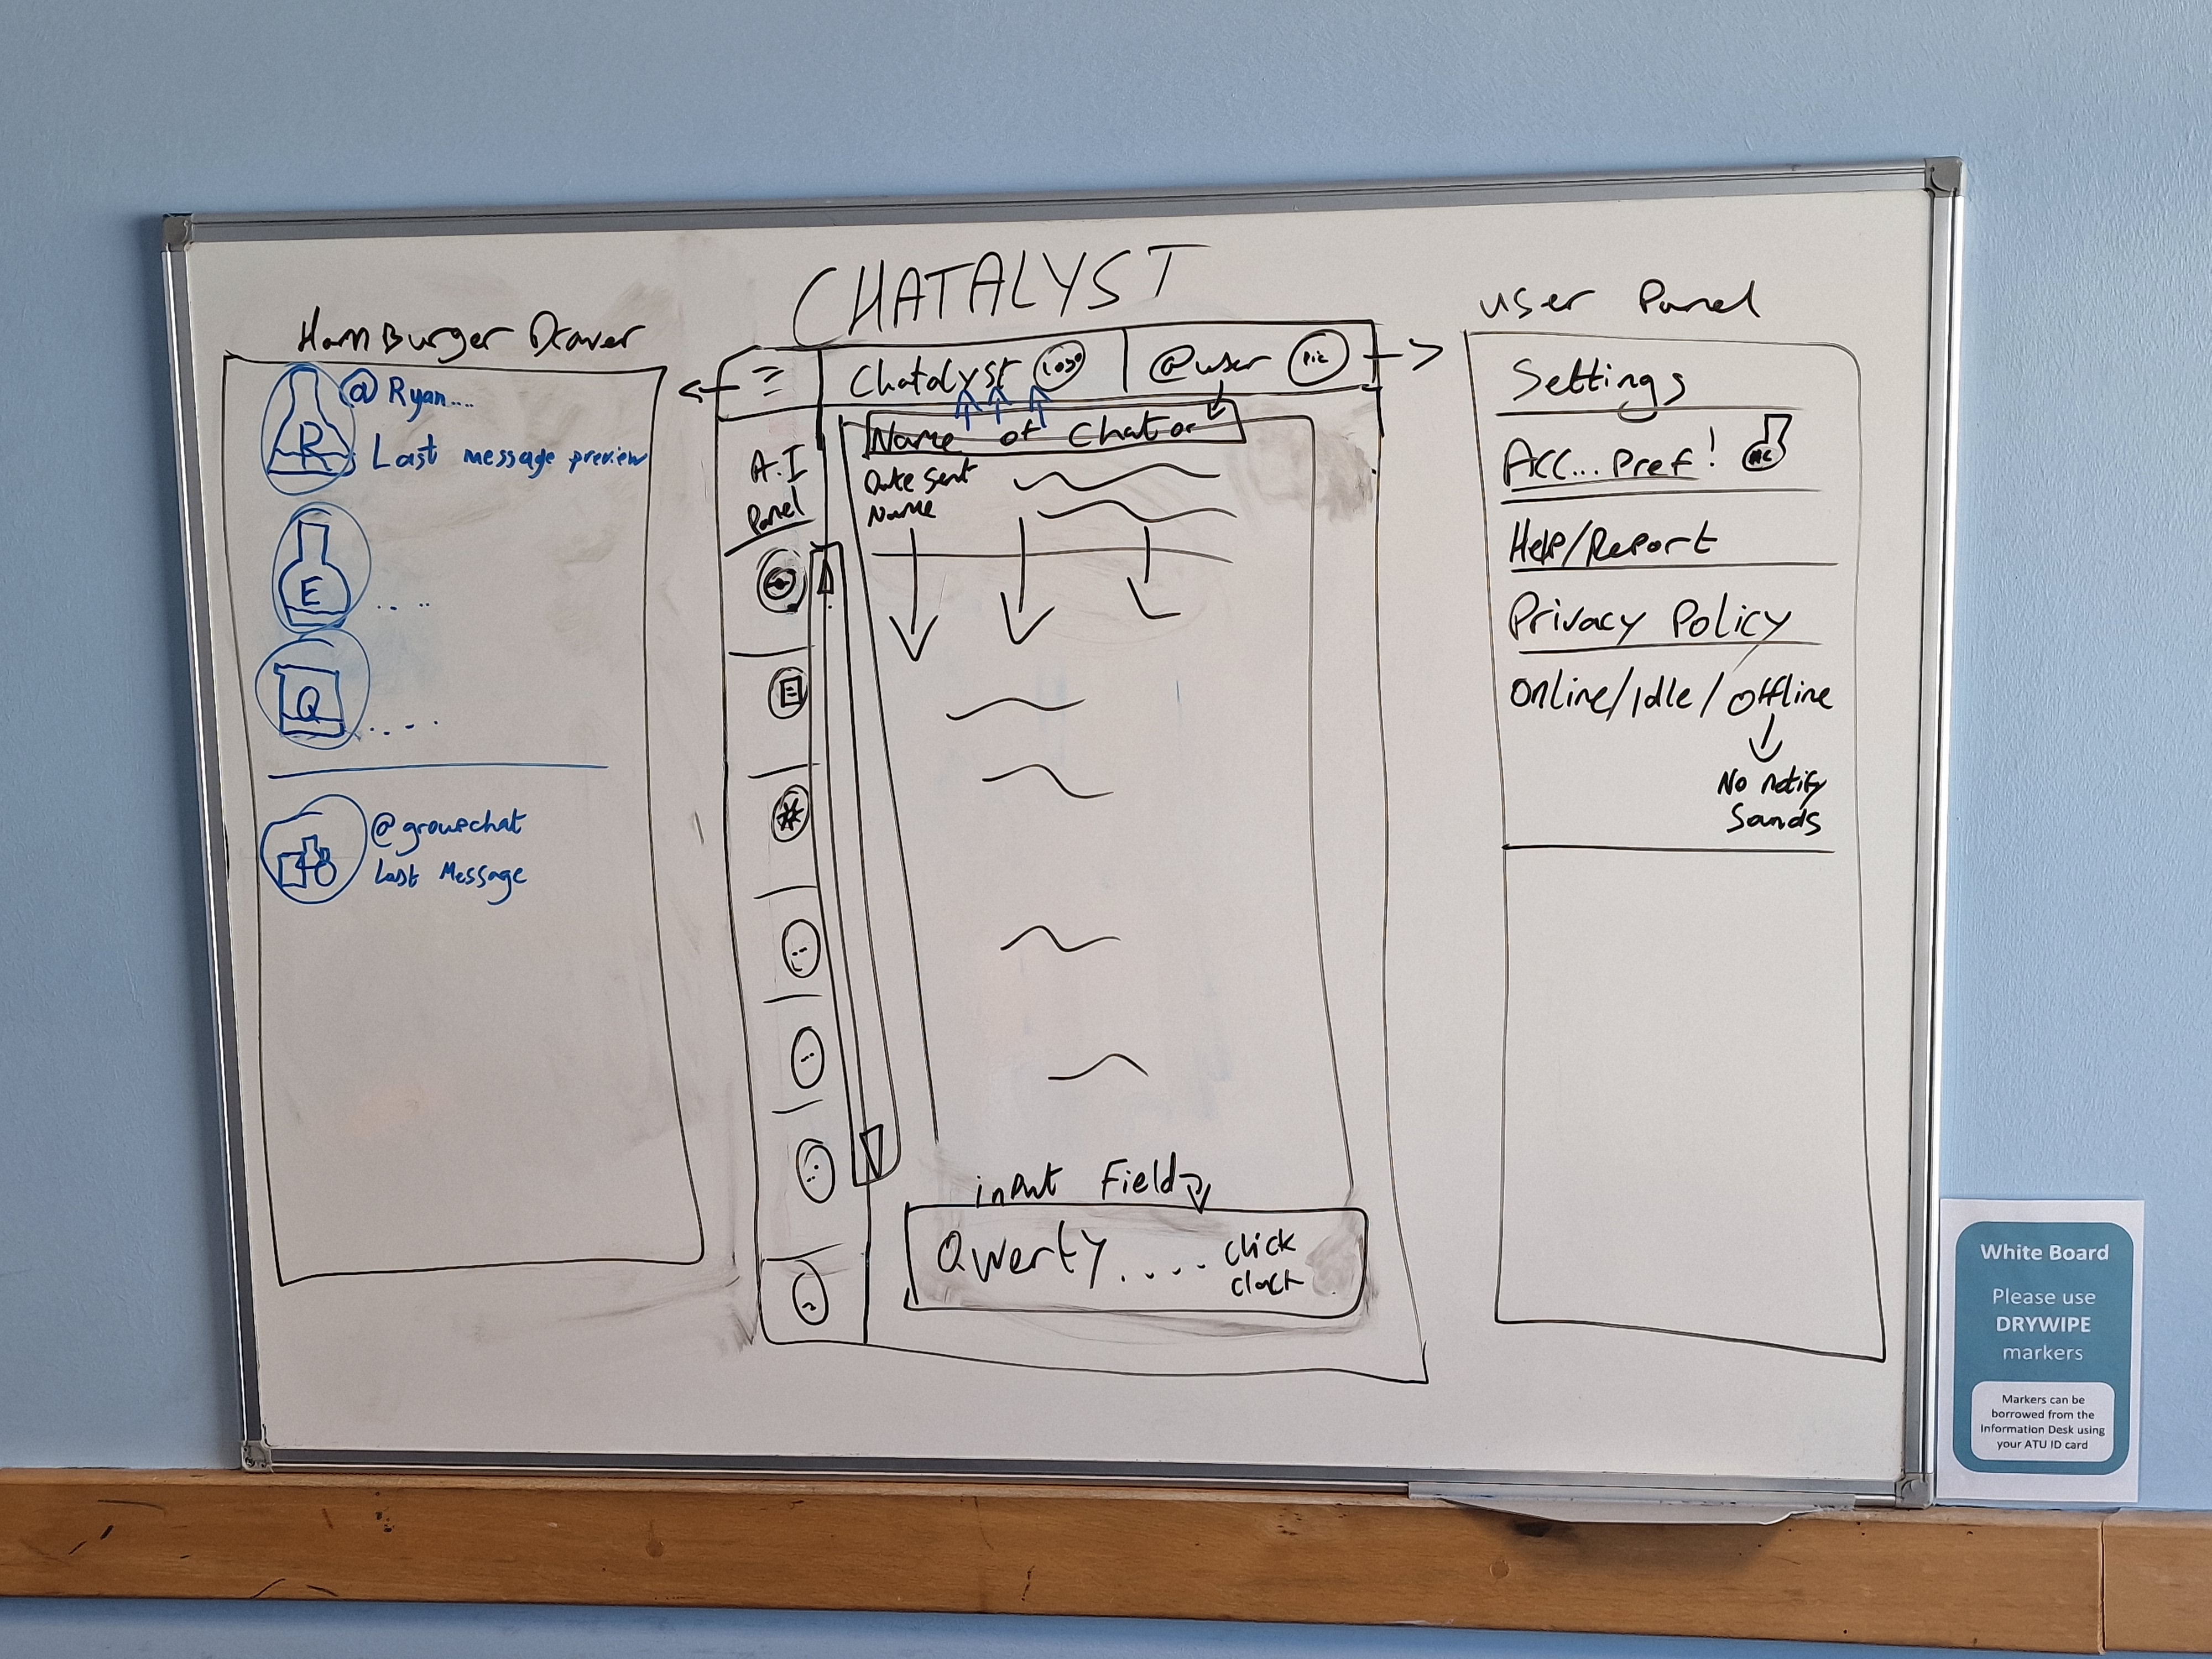 CHATALYST
HamBurger Drawer
@ Ryan....
R
Last message preview
E
....
Q
....
@groupchat
Last Message
Chatalyst Logo
@user Pic
A.I
Panel
Name of Chat or
Date Sent
Name
input Field
Qwerty.... click
clack
User Panel
Settings
Acc... Pref!
Help/Report
Privacy Policy
Online/Idle/Offline
No notify
Sounds
White Board
Please use
DRYWIPE
markers
Markers can be
borrowed from the
Information Desk using
your ATU ID card